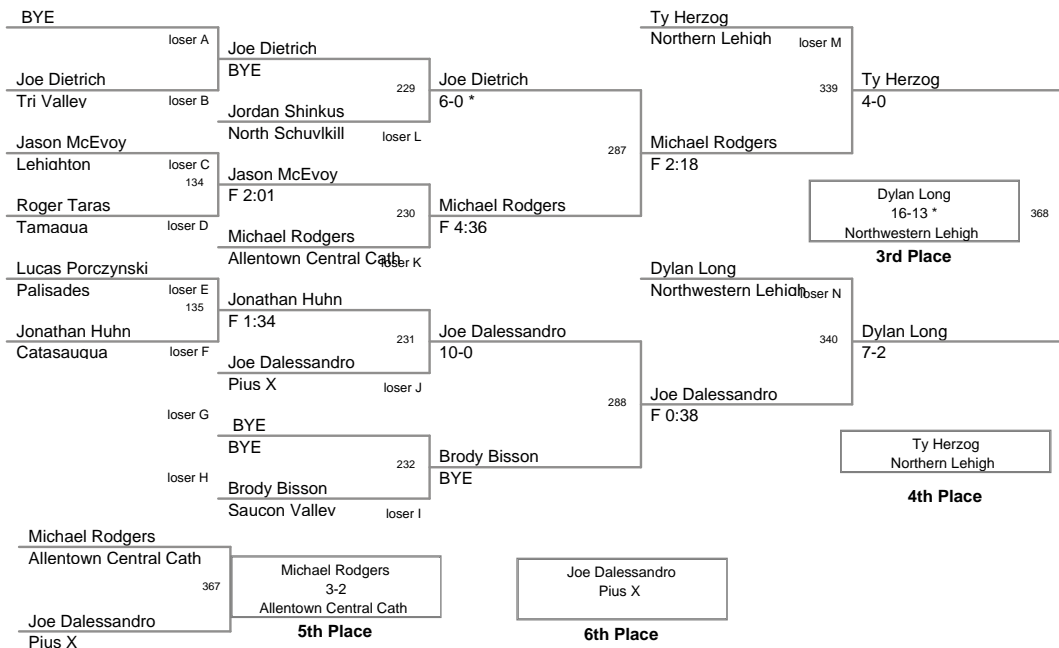 BYE
loser A
Joe Dietrich
Tri Valley
loser B
Jason McEvoy
Lehighton
loser C
134
Roger Taras
Tamaqua
loser D
Lucas Porczynski
Palisades
loser E
135
Jonathan Huhn
Catasauqua
loser F
loser G
loser H
Joe Dietrich
BYE
229
Jordan Shinkus
North Schuylkill
loser L
Jason McEvoy
F 2:01
230
Michael Rodgers
Allentown Central Cath
loser K
Jonathan Huhn
F 1:34
231
Joe Dalessandro
Pius X
loser J
BYE
BYE
232
Brody Bisson
Saucon Valley
loser I
Joe Dietrich
6-0 *
287
Michael Rodgers
F 4:36
Joe Dalessandro
10-0
288
Brody Bisson
BYE
Ty Herzog
Northern Lehigh
loser M
339
Michael Rodgers
F 2:18
Dylan Long
Northwestern Lehigh
loser N
340
Joe Dalessandro
F 0:38
Ty Herzog
4-0
Dylan Long
16-13 *
Northwestern Lehigh
368
3rd Place
Dylan Long
7-2
Ty Herzog
Northern Lehigh
4th Place
Michael Rodgers
Allentown Central Cath
367
Joe Dalessandro
Pius X
Michael Rodgers
3-2
Allentown Central Cath
5th Place
Joe Dalessandro
Pius X
6th Place